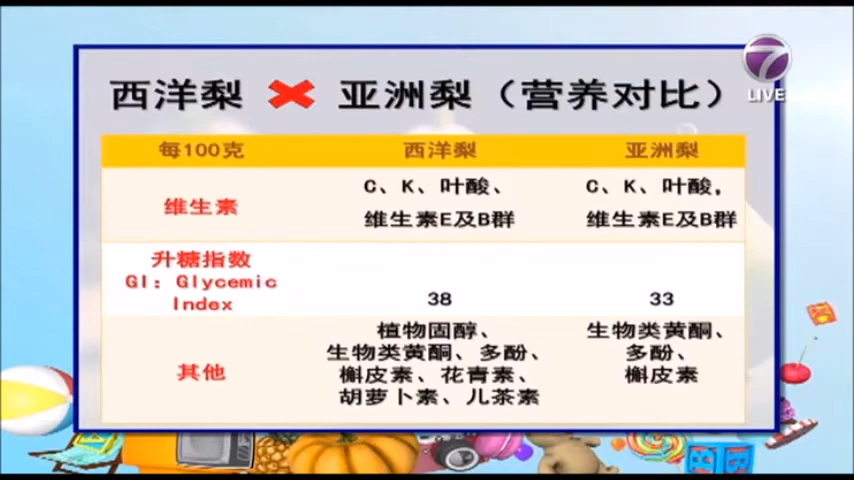 7
LIVE
西洋梨 ✖ 亚洲梨（营养对比）
每100克 西洋梨 亚洲梨
维生素
C、K、叶酸、
维生素E及B群
C、K、叶酸，
维生素E及B群
升糖指数
GI：Glycemic
Index
38
33
其他
植物固醇、
生物类黄酮、多酚、
槲皮素、花青素、
胡萝卜素、儿茶素
生物类黄酮、
多酚、
槲皮素